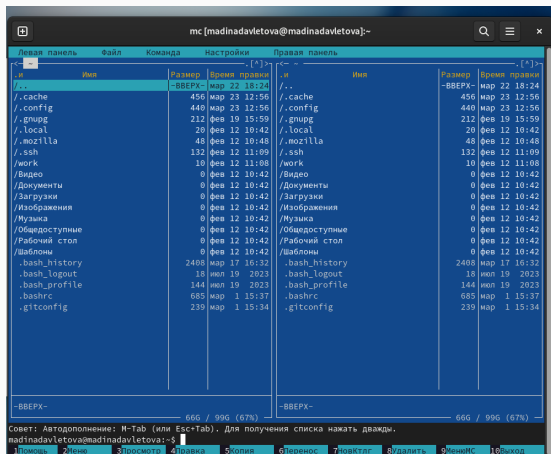 mc [madinadavletova@madinadavletova]:~
Левая панель Файл Команда Настройки Правая панель
<- ~ .[^]> <- ~ .[^]>
.и Имя Размер Время правки .и Имя Размер Время правки
/.. -ВВЕРХ- мар 22 18:24 /.. -ВВЕРХ- мар 22 18:24
/.cache 456 мар 23 12:56 /.cache 456 мар 23 12:56
/.config 440 мар 23 12:56 /.config 440 мар 23 12:56
/.gnupg 212 фев 19 15:59 /.gnupg 212 фев 19 15:59
/.local 20 фев 12 10:42 /.local 20 фев 12 10:42
/.mozilla 48 фев 12 10:48 /.mozilla 48 фев 12 10:48
/.ssh 132 фев 12 11:09 /.ssh 132 фев 12 11:09
/work 10 фев 12 11:08 /work 10 фев 12 11:08
/Видео 0 фев 12 10:42 /Видео 0 фев 12 10:42
/Документы 0 фев 12 10:42 /Документы 0 фев 12 10:42
/Загрузки 0 фев 12 10:42 /Загрузки 0 фев 12 10:42
/Изображения 0 фев 12 10:42 /Изображения 0 фев 12 10:42
/Музыка 0 фев 12 10:42 /Музыка 0 фев 12 10:42
/Общедоступные 0 фев 12 10:42 /Общедоступные 0 фев 12 10:42
/Рабочий стол 0 фев 12 10:42 /Рабочий стол 0 фев 12 10:42
/Шаблоны 0 фев 12 10:42 /Шаблоны 0 фев 12 10:42
.bash_history 2408 мар 17 16:32 .bash_history 2408 мар 17 16:32
.bash_logout 18 июл 19 2023 .bash_logout 18 июл 19 2023
.bash_profile 144 июл 19 2023 .bash_profile 144 июл 19 2023
.bashrc 685 мар 1 15:37 .bashrc 685 мар 1 15:37
.gitconfig 239 мар 1 15:34 .gitconfig 239 мар 1 15:34
-ВВЕРХ- -ВВЕРХ-
66G / 99G (67%) 66G / 99G (67%)
Совет: Автодополнение: M-Tab (или Esc+Tab). Для получения списка нажать дважды.
madinadavletova@madinadavletova:~$
1Помощь 2Меню 3Просмотр 4Правка 5Копия 6Перенос 7НовКтлг 8Удалить 9МенюMC 10Выход